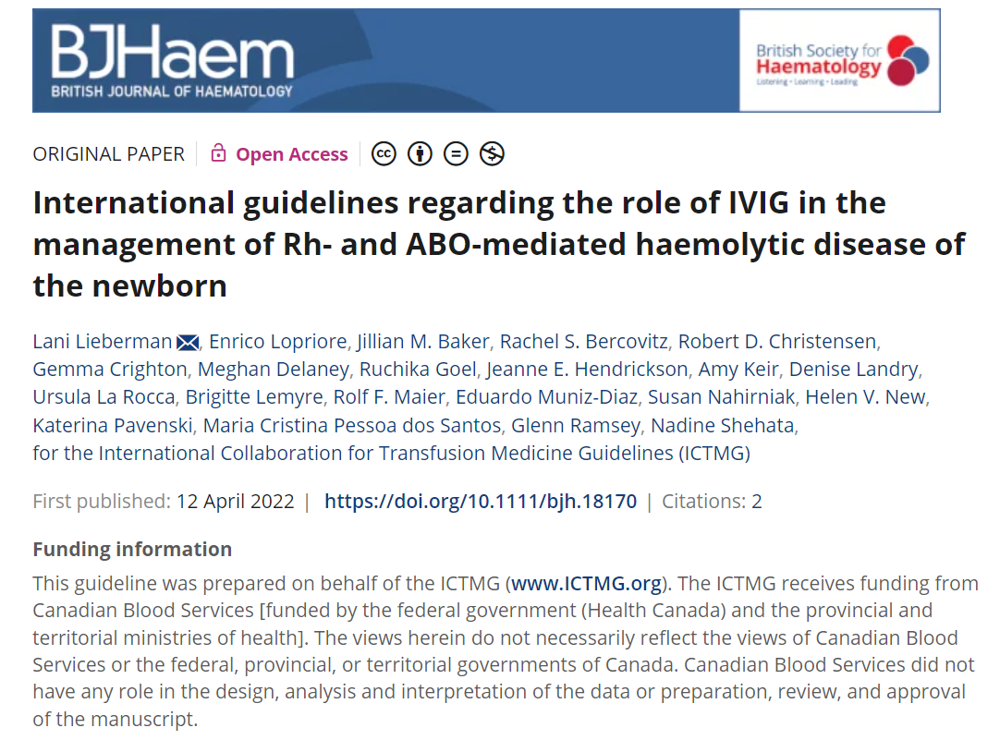 BJHaem
BRITISH JOURNAL OF HAEMATOLOGY
British Society for
Haematology
Listening • Learning • Leading
ORIGINAL PAPER Open Access cc
International guidelines regarding the role of IVIG in the
management of Rh- and ABO-mediated haemolytic disease of
the newborn
Lani Lieberman, Enrico Lopriore, Jillian M. Baker, Rachel S. Bercovitz, Robert D. Christensen,
Gemma Crighton, Meghan Delaney, Ruchika Goel, Jeanne E. Hendrickson, Amy Keir, Denise Landry,
Ursula La Rocca, Brigitte Lemyre, Rolf F. Maier, Eduardo Muniz-Diaz, Susan Nahirniak, Helen V. New,
Katerina Pavenski, Maria Cristina Pessoa dos Santos, Glenn Ramsey, Nadine Shehata,
for the International Collaboration for Transfusion Medicine Guidelines (ICTMG)
First published: 12 April 2022 | https://doi.org/10.1111/bjh.18170 | Citations: 2
Funding information
This guideline was prepared on behalf of the ICTMG (www.ICTMG.org). The ICTMG receives funding from
Canadian Blood Services [funded by the federal government (Health Canada) and the provincial and
territorial ministries of health]. The views herein do not necessarily reflect the views of Canadian Blood
Services or the federal, provincial, or territorial governments of Canada. Canadian Blood Services did not
have any role in the design, analysis and interpretation of the data or preparation, review, and approval
of the manuscript.